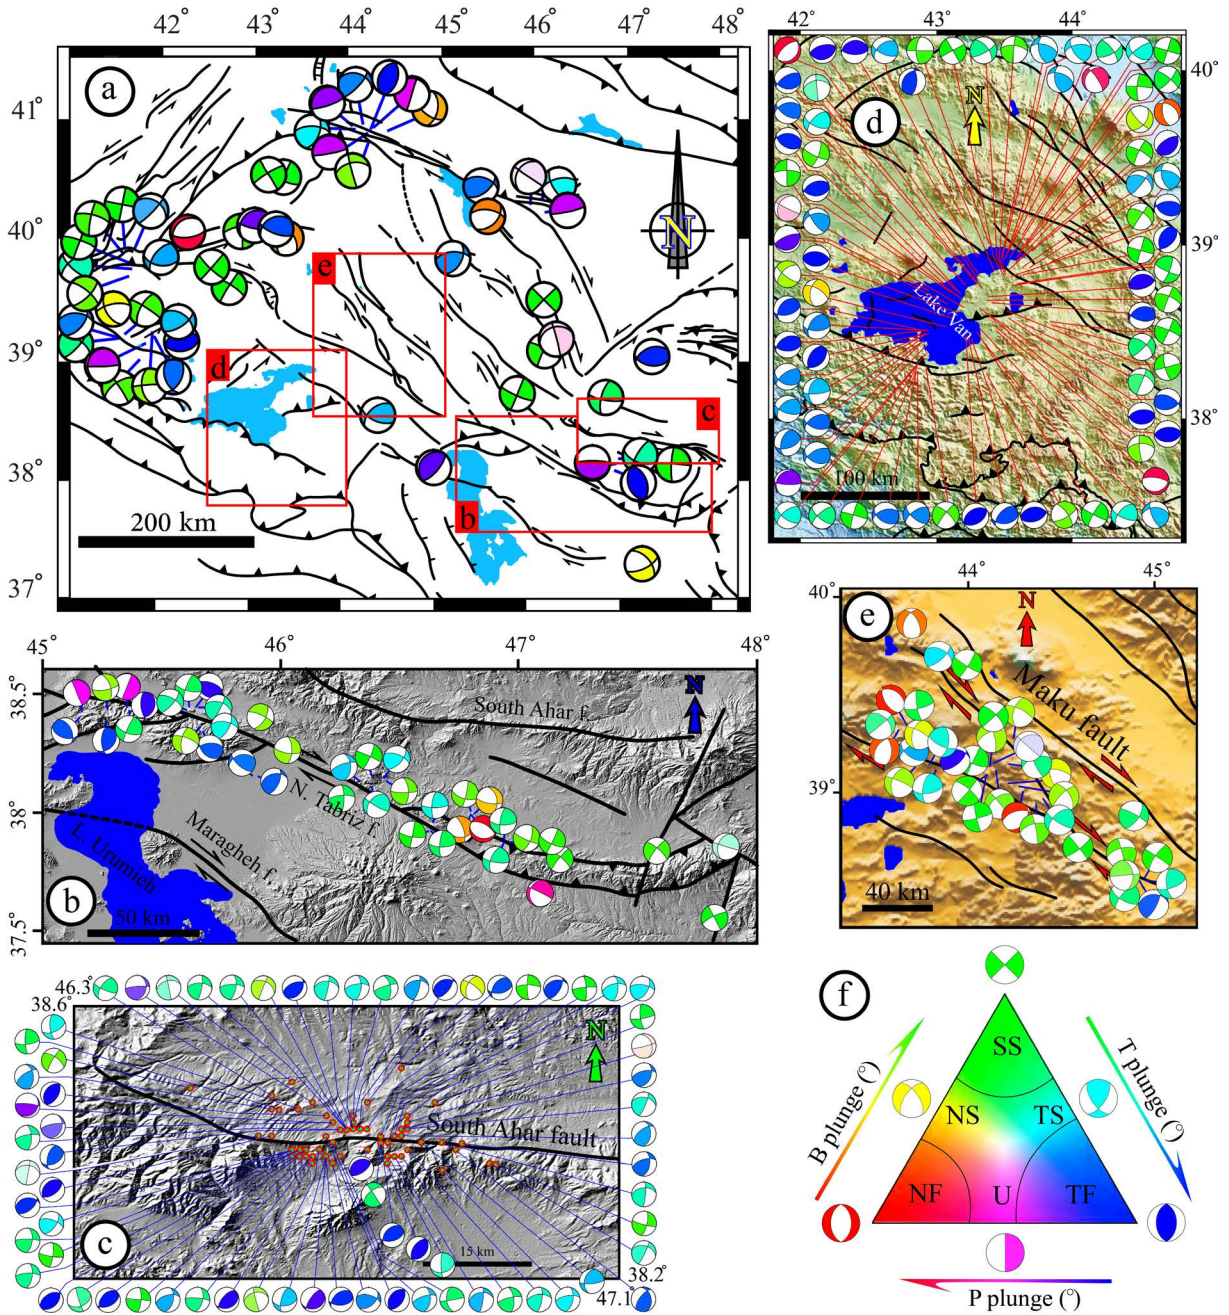 42° 43° 44° 45° 46° 47° 48°
41°
40°
39°
38°
37°
a
N
e
d
c
b
200 km
42 43 44
40°
39°
38°
d
N
Lake Van
100 km
45° 46° 47° 48°
38.5°
38°
37.5°
South Ahar f.
N
N. Tabriz f.
Maragheh f.
L. Urumieh
b
50 km
44° 45°
40°
39°
e
N
Maku fault
40 km
46.3°
38.6°
N
South Ahar fault
c
15 km
38.2°
47.1°
f
SS
NS TS
NF U TF
B plunge (°)
T plunge (°)
P plunge (°)